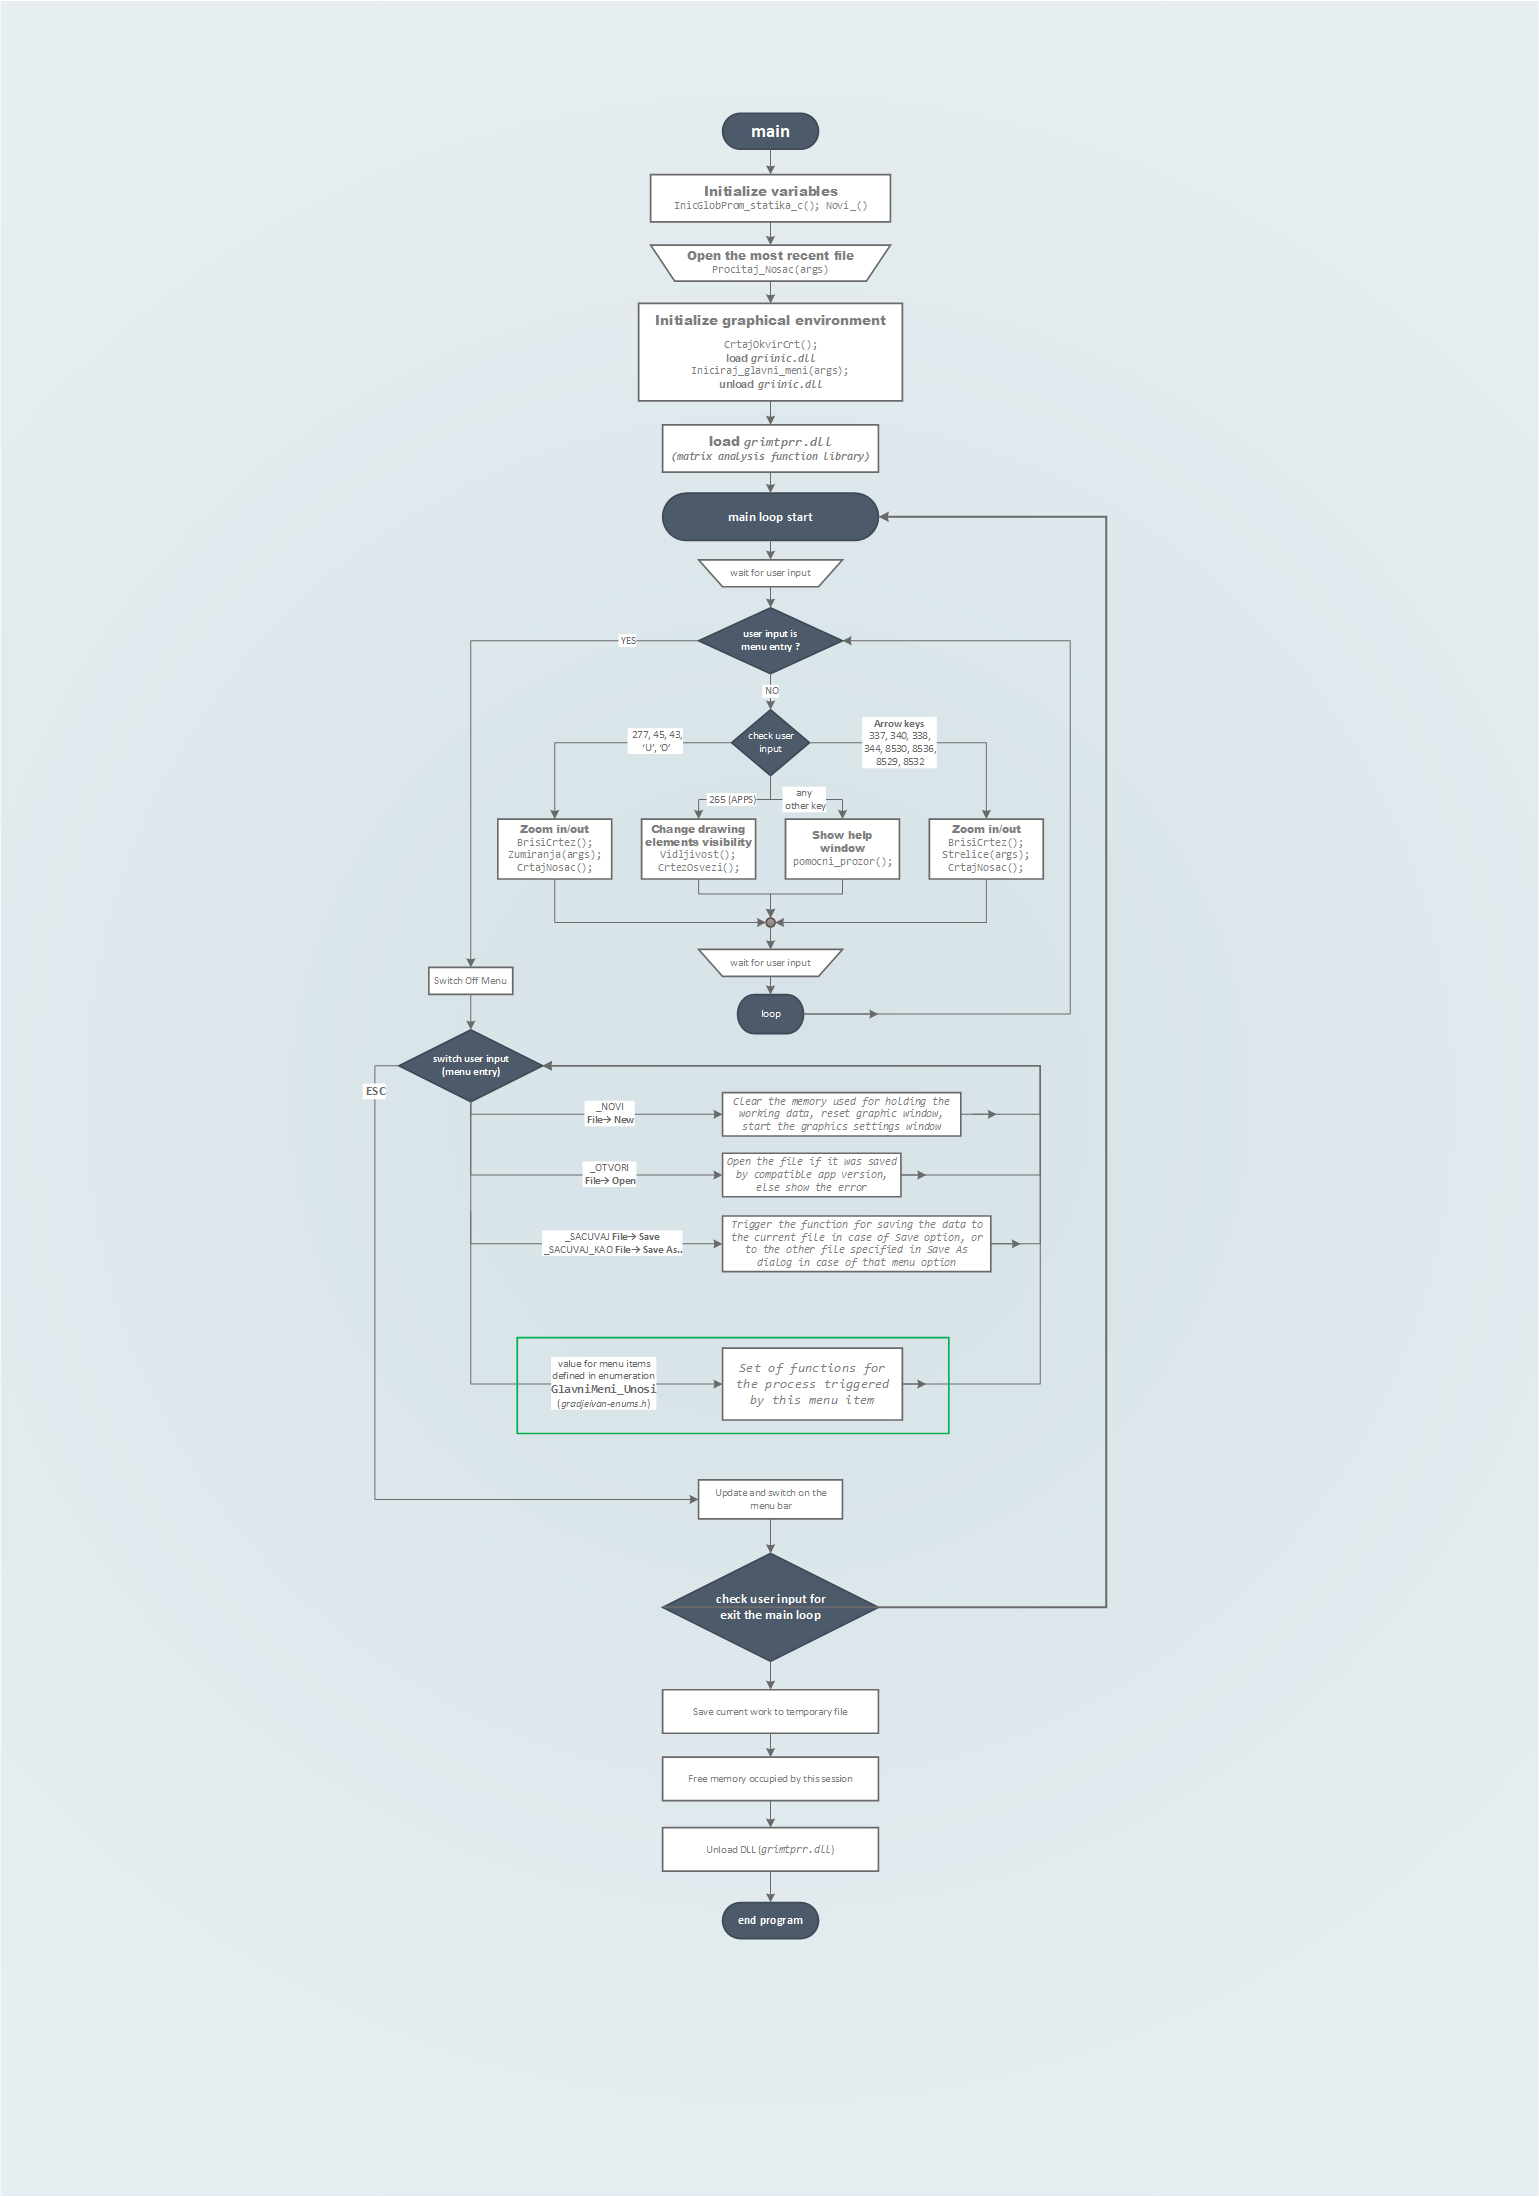 main
Initialize variables
InicGlobProm_statika_c(); Novi_()
Open the most recent file
Procitaj_Nosac(args)
Initialize graphical environment
CrtajOkvirCrt();
load griinic.dll
Iniciraj_glavni_meni(args);
unload griinic.dll
load grimtprr.dll
(matrix analysis function library)
main loop start
wait for user input
user input is
menu entry ?
YES
NO
check user
input
277, 45, 43,
‘U’, ‘O’
Arrow keys
337, 340, 338,
344, 8530, 8536,
8529, 8532
265 (APPS)
any
other key
Zoom in/out
BrisiCrtez();
Zumiranja(args);
CrtajNosac();
Change drawing
elements visibility
Vidljivost();
CrtezOsvezi();
Show help
window
pomocni_prozor();
Zoom in/out
BrisiCrtez();
Strelice(args);
CrtajNosac();
wait for user input
loop
Switch Off Menu
switch user input
(menu entry)
ESC
_NOVI
File→ New
Clear the memory used for holding the
working data, reset graphic window,
start the graphics settings window
_OTVORI
File→ Open
Open the file if it was saved
by compatible app version,
else show the error
_SACUVAJ File→ Save
_SACUVAJ_KAO File→ Save As..
Trigger the function for saving the data to
the current file in case of Save option, or
to the other file specified in Save As
dialog in case of that menu option
value for menu items
defined in enumeration
GlavniMeni_Unosi
(gradjeivan-enums.h)
Set of functions for
the process triggered
by this menu item
Update and switch on the
menu bar
check user input for
exit the main loop
Save current work to temporary file
Free memory occupied by this session
Unload DLL (grimtprr.dll)
end program